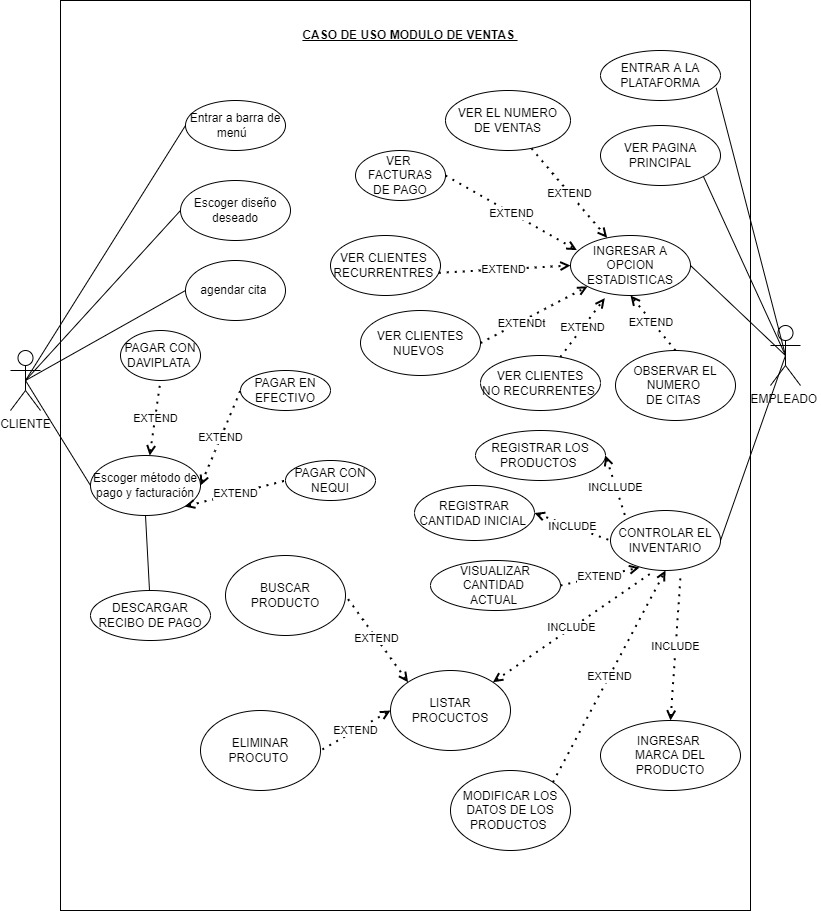 CASO DE USO MODULO DE VENTAS
ENTRAR A LA
PLATAFORMA
VER EL NUMERO
DE VENTAS
Entrar a barra de
menú
VER PAGINA
PRINCIPAL
VER
FACTURAS
DE PAGO
EXTEND
Escoger diseño
deseado
EXTEND
VER CLIENTES
RECURRENTRES
EXTEND
INGRESAR A
OPCION
ESTADISTICAS
agendar cita
VER CLIENTES
NUEVOS
EXTENDt
EXTEND
EXTEND
PAGAR CON
DAVIPLATA
VER CLIENTES
NO RECURRENTES
OBSERVAR EL
NUMERO
DE CITAS
EMPLEADO
CLIENTE
PAGAR EN
EFECTIVO
EXTEND
EXTEND
REGISTRAR LOS
PRODUCTOS
Escoger método de
pago y facturación
PAGAR CON
NEQUI
EXTEND
INCLLUDE
REGISTRAR
CANTIDAD INICIAL
INCLUDE
CONTROLAR EL
INVENTARIO
VISUALIZAR
CANTIDAD
ACTUAL
EXTEND
BUSCAR
PRODUCTO
DESCARGAR
RECIBO DE PAGO
EXTEND
INCLUDE
INCLUDE
EXTEND
LISTAR
PROCUCTOS
EXTEND
ELIMINAR
PROCUTO
INGRESAR
MARCA DEL
PRODUCTO
MODIFICAR LOS
DATOS DE LOS
PRODUCTOS